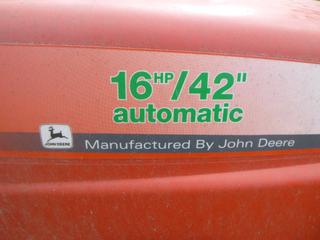 16HP/42"
automatic
JOHN DEERE
Manufactured By John Deere